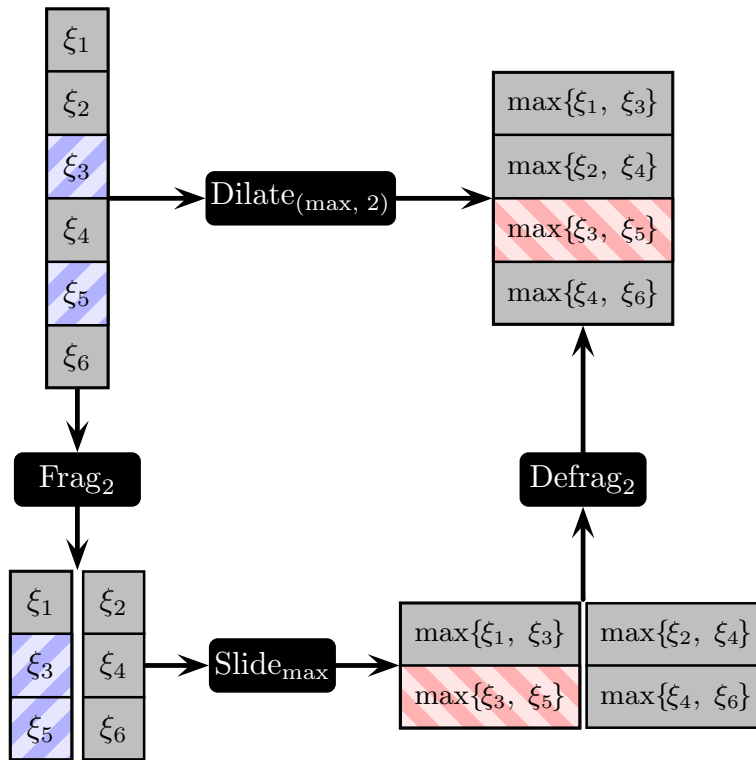 ξ₁
ξ₂
ξ₃
ξ₄
ξ₅
ξ₆
Dilate₍max, 2₎
max{ξ₁, ξ₃}
max{ξ₂, ξ₄}
max{ξ₃, ξ₅}
max{ξ₄, ξ₆}
Frag₂
Defrag₂
ξ₁ ξ₂
ξ₃ ξ₄
ξ₅ ξ₆
Slidemax
max{ξ₁, ξ₃} max{ξ₂, ξ₄}
max{ξ₃, ξ₅} max{ξ₄, ξ₆}